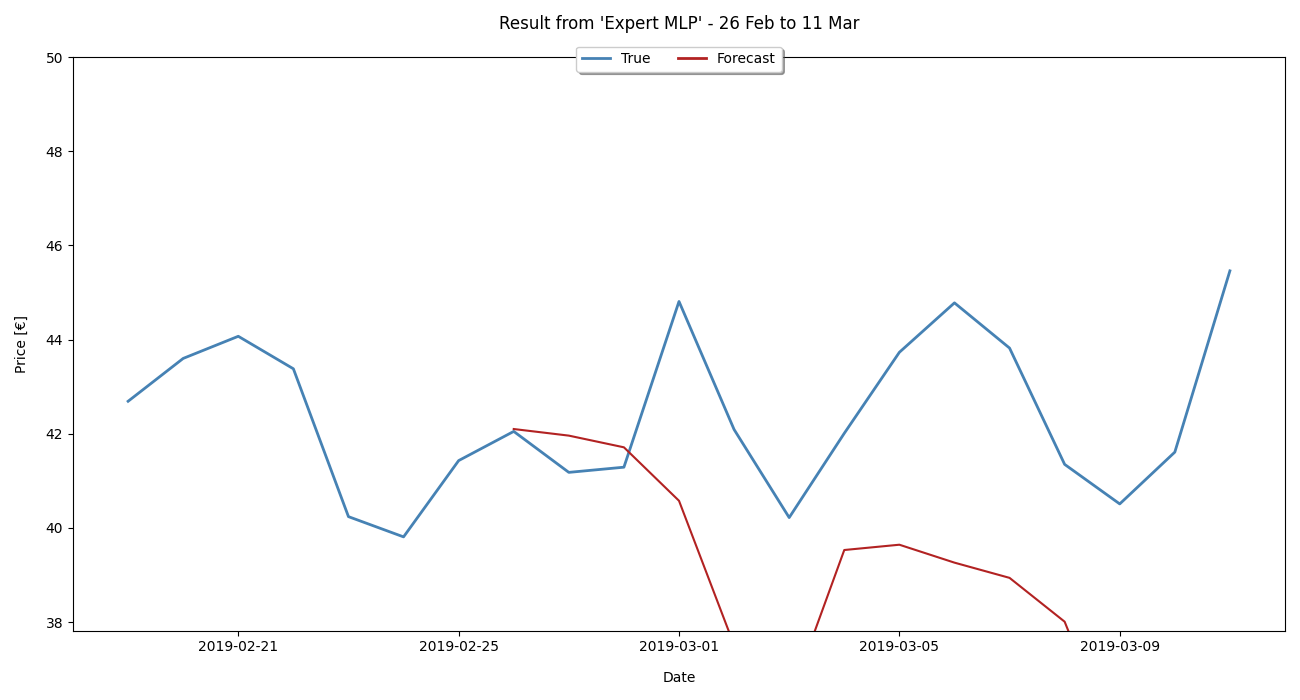 Result from 'Expert MLP' - 26 Feb to 11 Mar
True Forecast
50
48
46
44
42
40
38
Price [€]
2019-02-21 2019-02-25 2019-03-01 2019-03-05 2019-03-09
Date